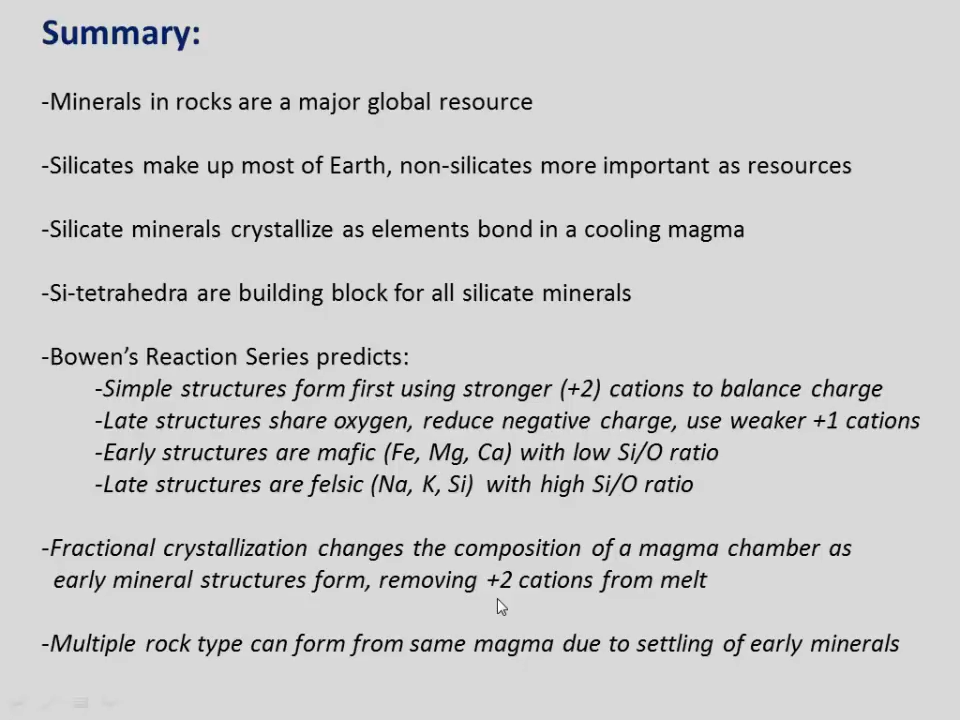 Summary:
-Minerals in rocks are a major global resource
-Silicates make up most of Earth, non-silicates more important as resources
-Silicate minerals crystallize as elements bond in a cooling magma
-Si-tetrahedra are building block for all silicate minerals
-Bowen’s Reaction Series predicts:
-Simple structures form first using stronger (+2) cations to balance charge
-Late structures share oxygen, reduce negative charge, use weaker +1 cations
-Early structures are mafic (Fe, Mg, Ca) with low Si/O ratio
-Late structures are felsic (Na, K, Si) with high Si/O ratio
-Fractional crystallization changes the composition of a magma chamber as
early mineral structures form, removing +2 cations from melt
-Multiple rock type can form from same magma due to settling of early minerals